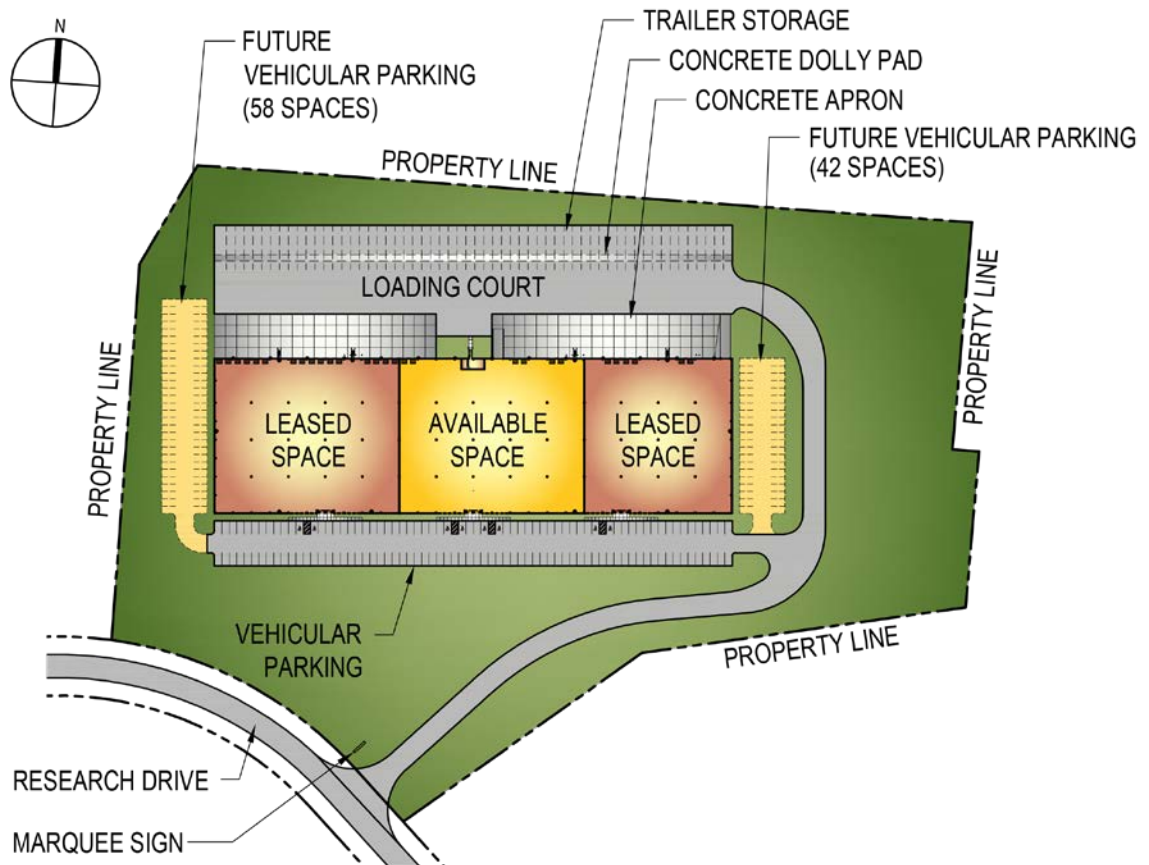 N
FUTURE
VEHICULAR PARKING
(58 SPACES)
TRAILER STORAGE
CONCRETE DOLLY PAD
CONCRETE APRON
FUTURE VEHICULAR PARKING
(42 SPACES)
PROPERTY LINE
PROPERTY LINE
PROPERTY LINE
LOADING COURT
LEASED
SPACE
AVAILABLE
SPACE
LEASED
SPACE
VEHICULAR
PARKING
PROPERTY LINE
RESEARCH DRIVE
MARQUEE SIGN